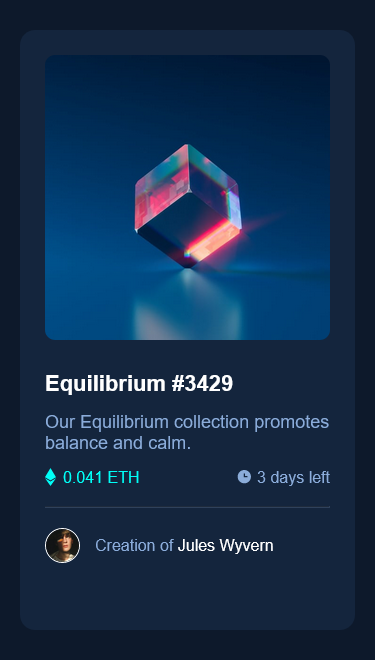 Equilibrium #3429
Our Equilibrium collection promotes
balance and calm.
0.041 ETH
3 days left
Creation of Jules Wyvern